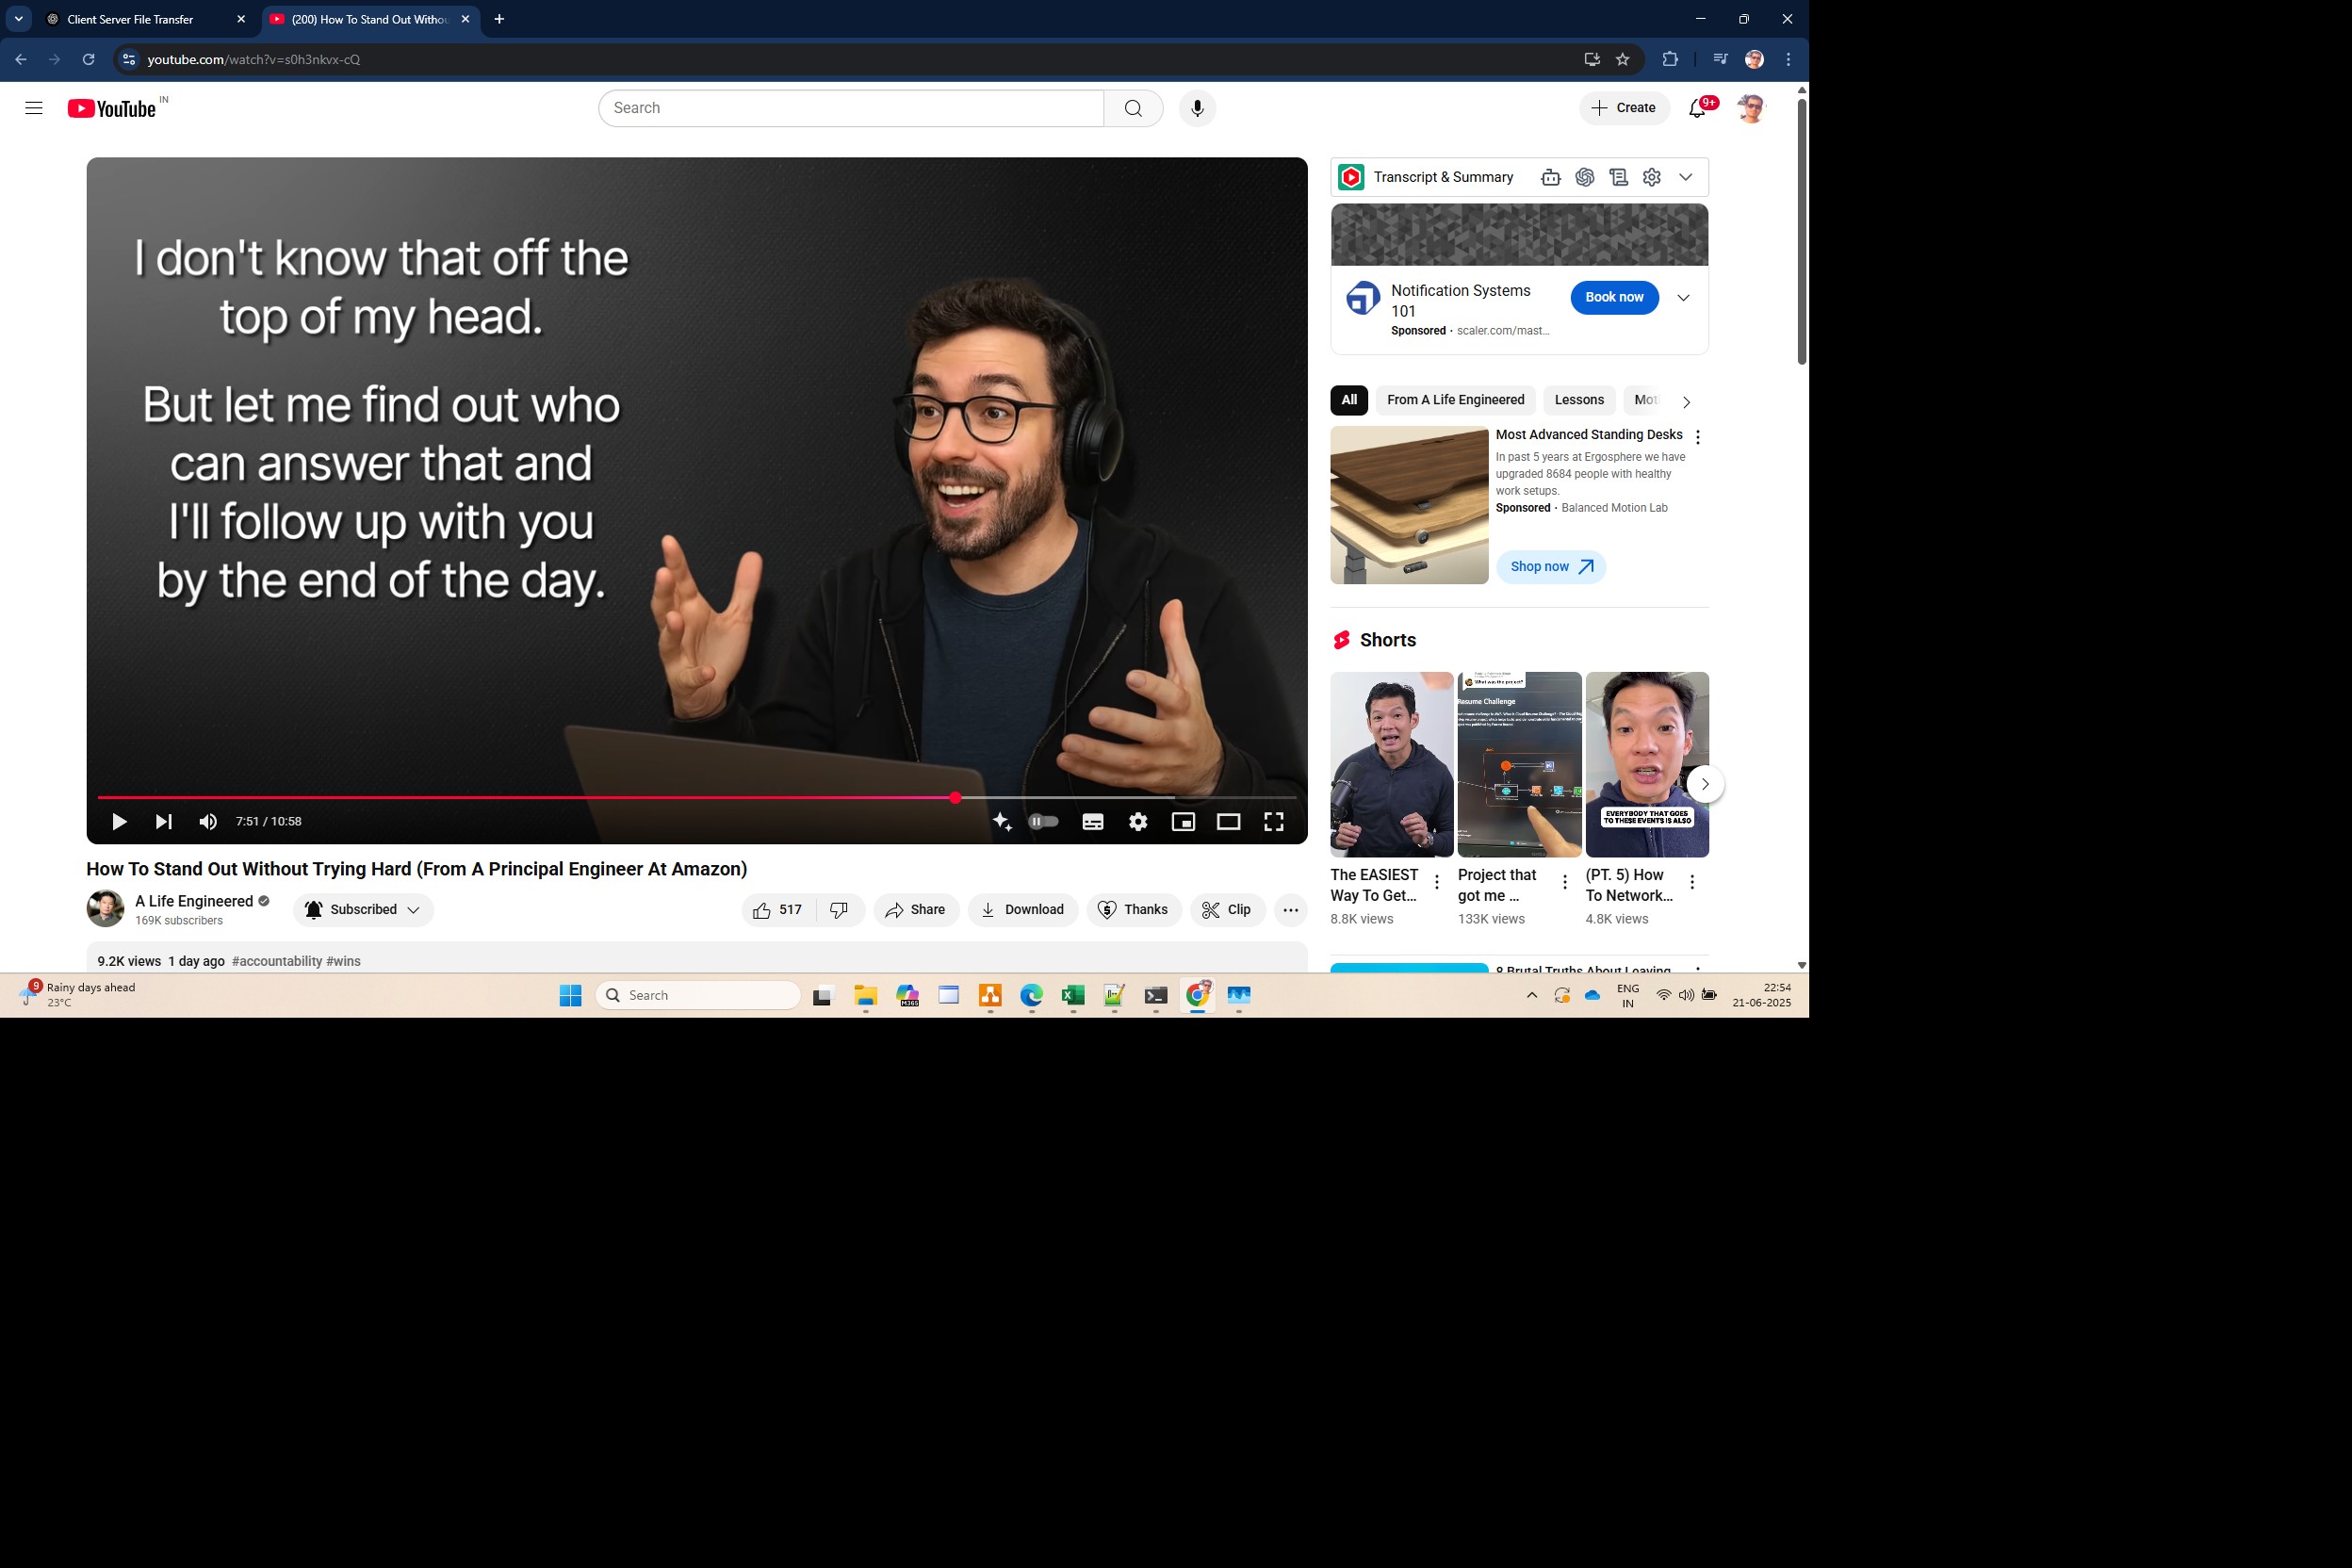 Client Server File Transfer
(200) How To Stand Out Withou
youtube.com/watch?v=s0h3nkvx-cQ
YouTube IN
Search
Create
9+
I don't know that off the
top of my head.
But let me find out who
can answer that and
I'll follow up with you
by the end of the day.
7:51 / 10:58
How To Stand Out Without Trying Hard (From A Principal Engineer At Amazon)
A Life Engineered
169K subscribers
Subscribed
517
Share
Download
Thanks
Clip
9.2K views 1 day ago #accountability #wins
Transcript & Summary
Notification Systems
101
Sponsored · scaler.com/mast...
Book now
All
From A Life Engineered
Lessons
Mot
Most Advanced Standing Desks
In past 5 years at Ergosphere we have
upgraded 8684 people with healthy
work setups.
Sponsored · Balanced Motion Lab
Shop now
Shorts
What was the project?
Resume Challenge
EVERYBODY THAT GOES
TO THESE EVENTS IS ALSO
The EASIEST
Way To Get...
8.8K views
Project that
got me ...
133K views
(PT. 5) How
To Network...
4.8K views
8 Brutal Truths About Leaving
9
Rainy days ahead
23°C
Search
M365
ENG
IN
22:54
21-06-2025